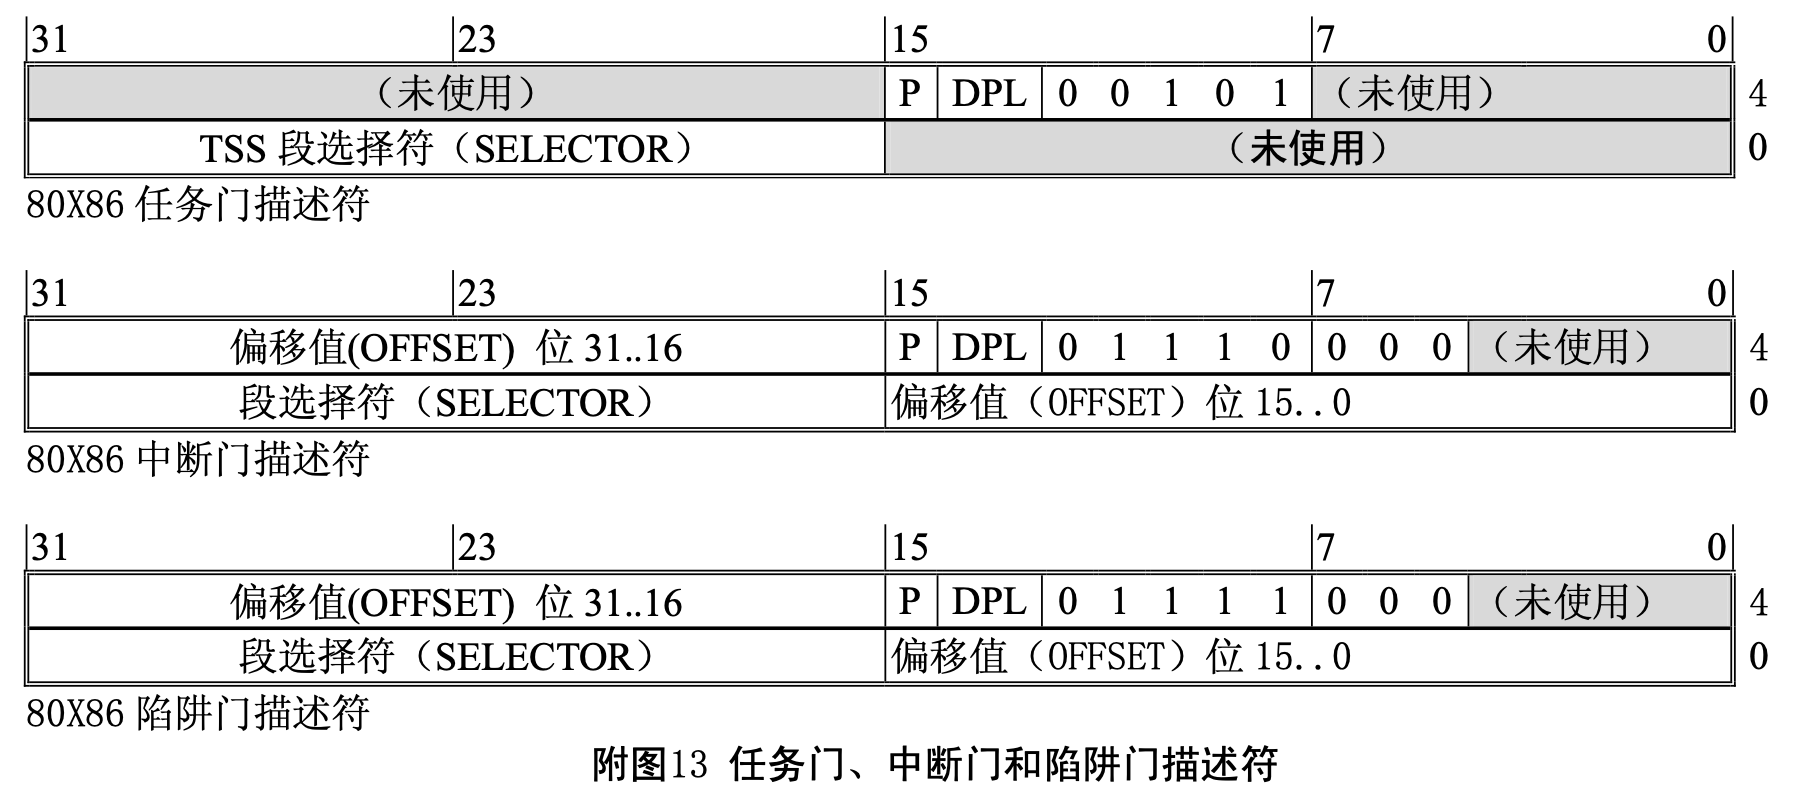 31 23 15 7 0
（未使用） P DPL 0 0 1 0 1 （未使用） 4
TSS 段选择符（SELECTOR） （未使用） 0
80X86 任务门描述符
31 23 15 7 0
偏移值(OFFSET) 位 31..16 P DPL 0 1 1 1 0 0 0 0 （未使用） 4
段选择符（SELECTOR） 偏移值（OFFSET）位 15..0 0
80X86 中断门描述符
31 23 15 7 0
偏移值(OFFSET) 位 31..16 P DPL 0 1 1 1 1 0 0 0 （未使用） 4
段选择符（SELECTOR） 偏移值（OFFSET）位 15..0 0
80X86 陷阱门描述符
附图13 任务门、中断门和陷阱门描述符